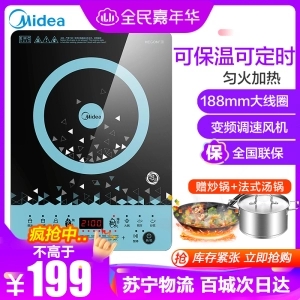 Midea
全民嘉年华
可保温可定时
匀火加热
188mm大线圈
变频调速风机
保 全国联保
赠炒锅+法式汤锅
Midea
2100
疯抢中
不高于
¥199
抢 库存紧张 立即抢购
苏宁物流 百城次日达